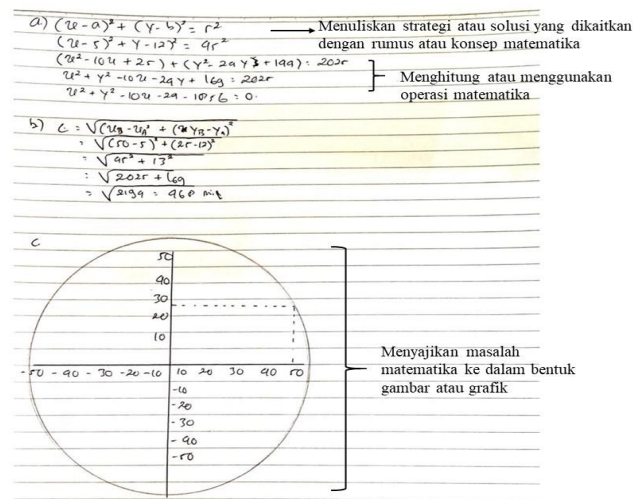 a) (x-a)² + (y-b)² = r²
Menuliskan strategi atau solusi yang dikaitkan
dengan rumus atau konsep matematika
(x-5)² + y-12)² = 45²
(x²-10x + 25) + (y²-24y + 144) = 2025
x² + y² - 10x - 24y + 169 = 2025
x² + y² - 10x - 24 - 1856 = 0.
Menghitung atau menggunakan
operasi matematika
b) C = √(xB - xA)² + (yB - yA)²
= √(50-5)² + (25-12)²
= √45² + 13²
= √2025 + 169
= √2194 = 46,8 mil
C
50
40
30
20
10
-50 -40 -30 -20 -10 10 20 30 40 50
-10
-20
-30
-40
-50
Menyajikan masalah
matematika ke dalam bentuk
gambar atau grafik